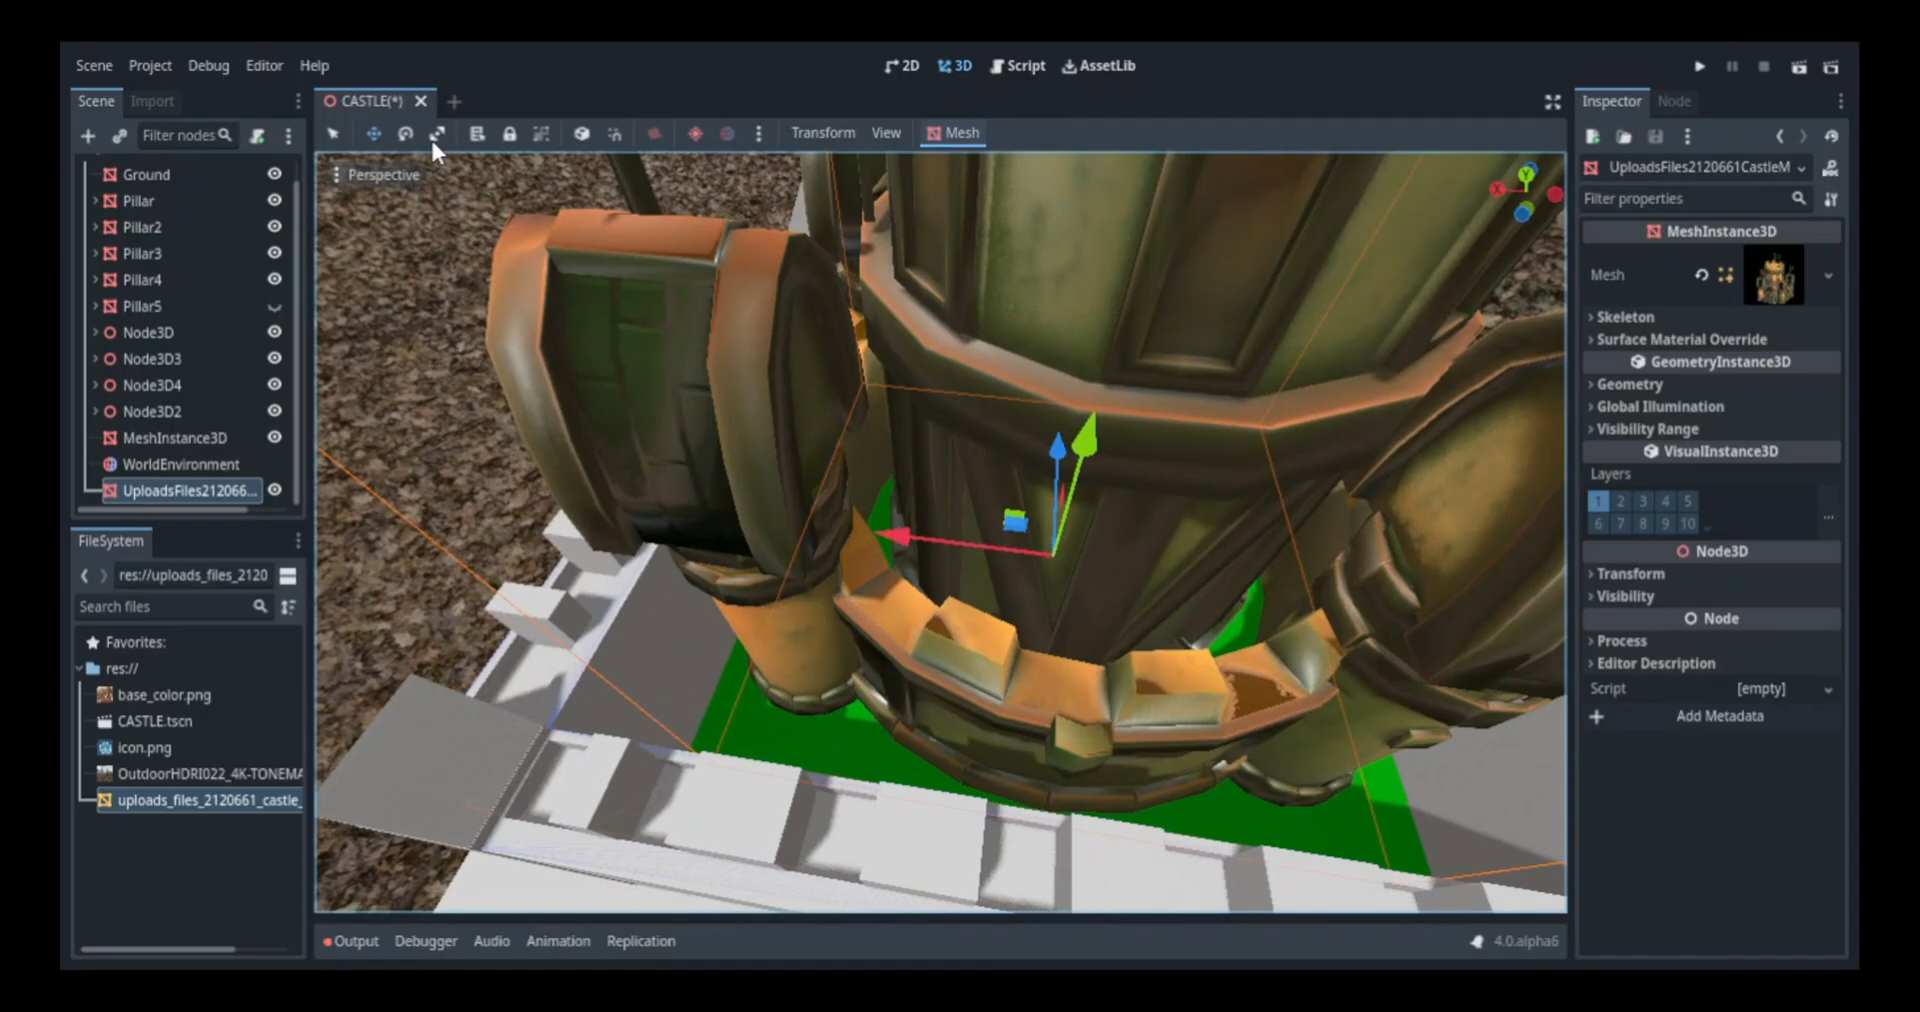 Scene Project Debug Editor Help
2D 3D Script AssetLib
Scene Import
CASTLE(*)
Inspector Node
Filter nodes
Transform View Mesh
Perspective
Ground
Pillar
Pillar2
Pillar3
Pillar4
Pillar5
Node3D
Node3D3
Node3D4
Node3D2
MeshInstance3D
WorldEnvironment
UploadsFiles212066...
FileSystem
res://uploads_files_2120
Search files
Favorites:
res://
base_color.png
CASTLE.tscn
icon.png
OutdoorHDRI022_4K-TONEMA
uploads_files_2120661_castle_
Y
X
Output Debugger Audio Animation Replication
4.0.alpha6
UploadsFiles2120661CastleM
Filter properties
MeshInstance3D
Mesh
Skeleton
Surface Material Override
GeometryInstance3D
Geometry
Global Illumination
Visibility Range
VisualInstance3D
Layers
1 2 3 4 5
6 7 8 9 10
...
Node3D
Transform
Visibility
Node
Process
Editor Description
Script [empty]
Add Metadata